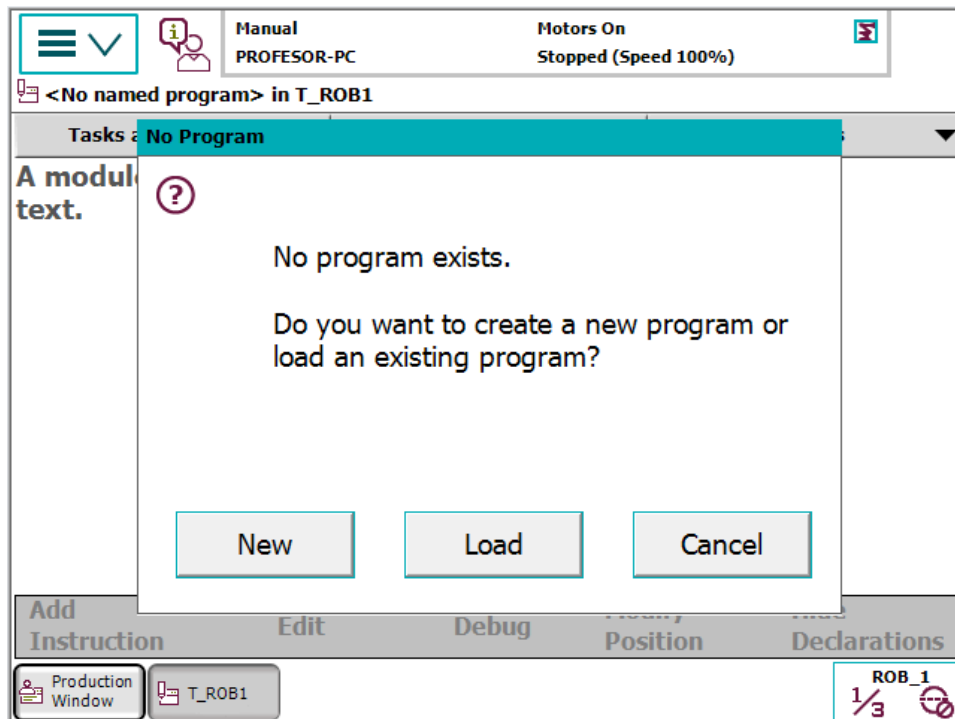 Manual
Motors On
PROFESOR-PC
Stopped (Speed 100%)
<No named program> in T_ROB1
Tasks
No Program
A
text.
?
No program exists.
Do you want to create a new program or
load an existing program?
New
Load
Cancel
Add
Instruction
Edit
Debug
Modify
Position
Hide
Declarations
Production
Window
T_ROB1
ROB_1
1/3